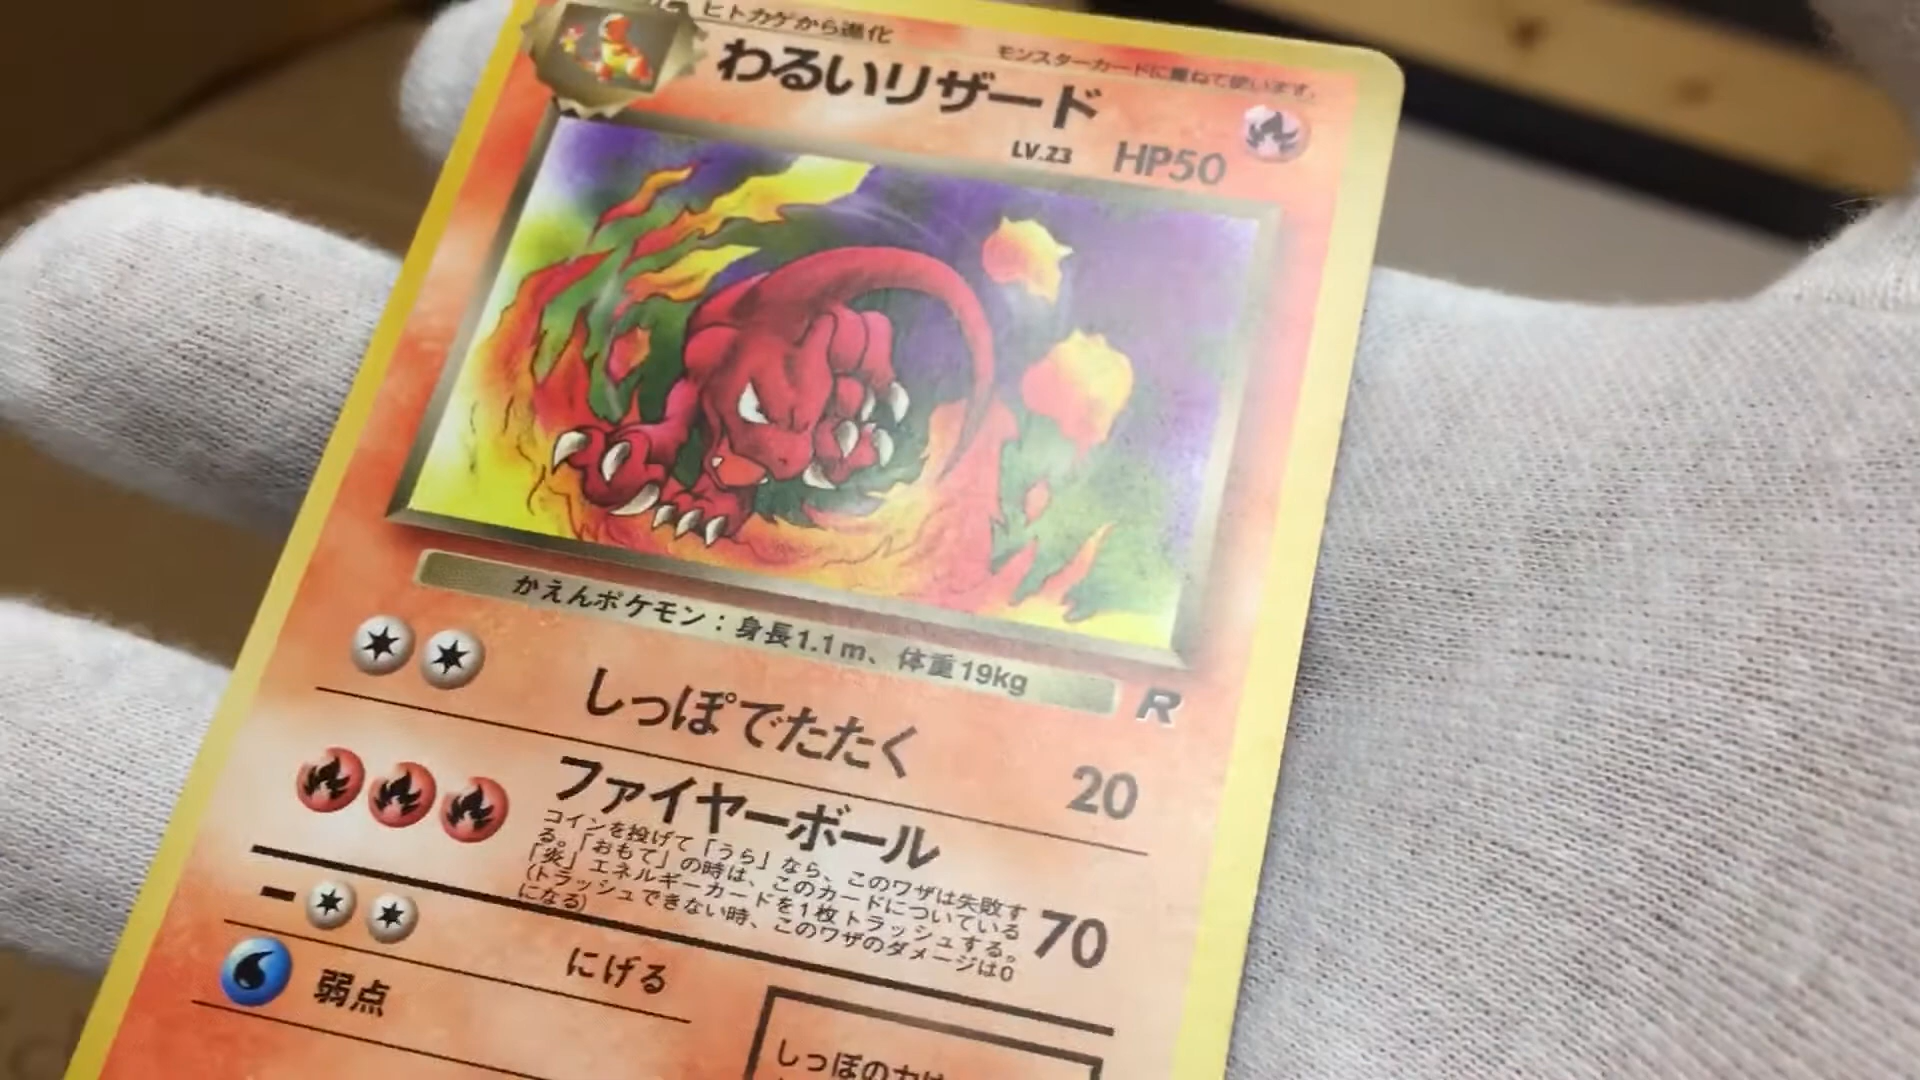 ヒトカゲから進化
モンスターカードに重ねて使います。
わるいリザード
LV.23 HP50
かえんポケモン：身長1.1m、体重19kg
R
しっぽでたたく
20
ファイヤーボール
コインを投げて「うら」なら、このワザは失敗す
る。「おもて」の時は、このカードについている
「炎」エネルギーカードを1枚トラッシュする。
(トラッシュできない時、このワザのダメージは0
になる)
70
にげる
弱点
しっぽの